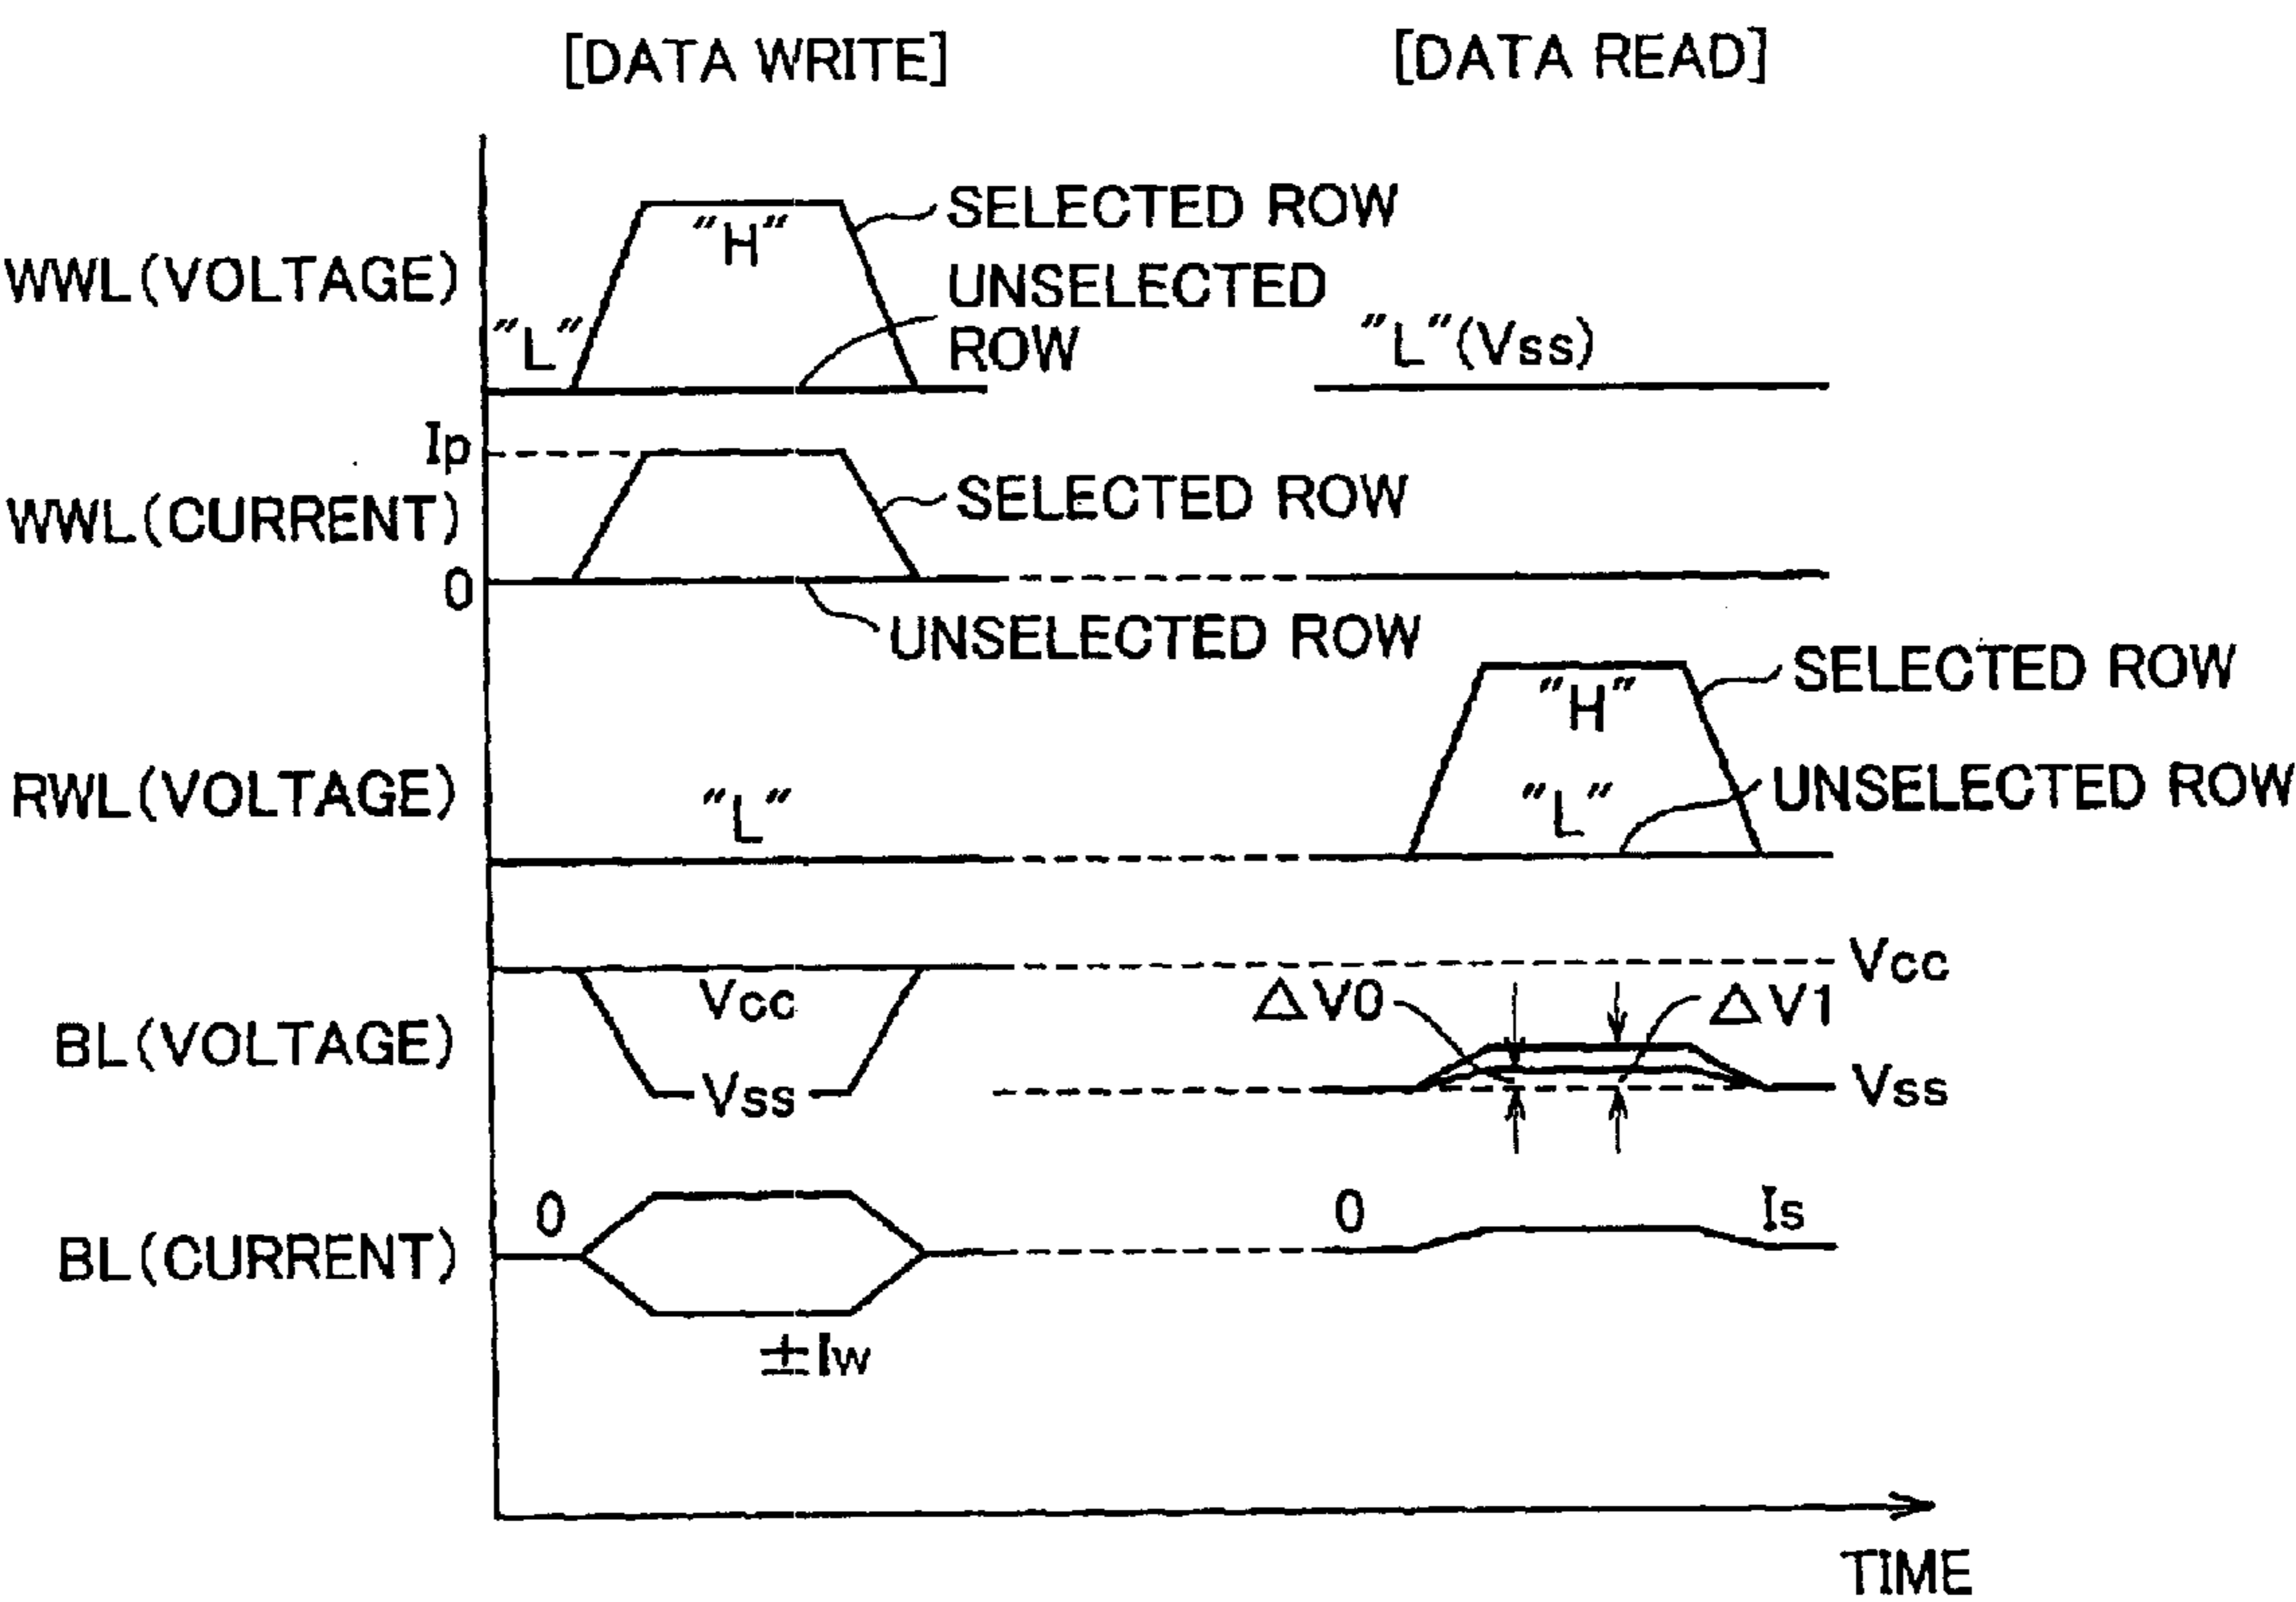 [DATA WRITE] [DATA READ]
SELECTED ROW
"H"
WWL(VOLTAGE)
UNSELECTED
ROW
"L"
"L"(Vss)
Ip
WWL(CURRENT)
SELECTED ROW
0
UNSELECTED ROW
SELECTED ROW
"H"
RWL(VOLTAGE)
"L"
"L"
UNSELECTED ROW
Vcc
Vcc
△V0
△V1
BL(VOLTAGE)
Vss
Vss
0
0
Is
BL(CURRENT)
±Iw
TIME